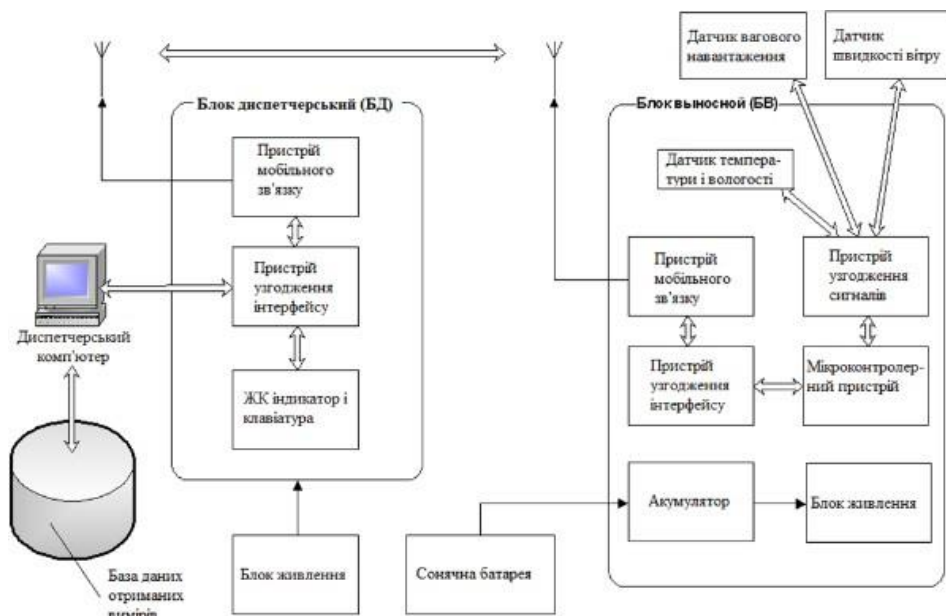 Датчик вагового
навантаження
Датчик
швидкості вітру
Блок диспетчерський (БД)
Блок выносной (БВ)
Пристрій
мобільного
зв'язку
Датчик темпера-
тури і вологості
Пристрій
узгодження
інтерфейсу
Пристрій
мобільного
зв'язку
Пристрій
узгодження
сигналів
Диспетчерський
комп'ютер
ЖК індикатор і
клавіатура
Пристрій
узгодження
інтерфейсу
Мікроконтролер-
ний пристрій
Акумулятор
Блок живлення
Блок живлення
Сонячна батарея
База даних
отриманих
вимірів